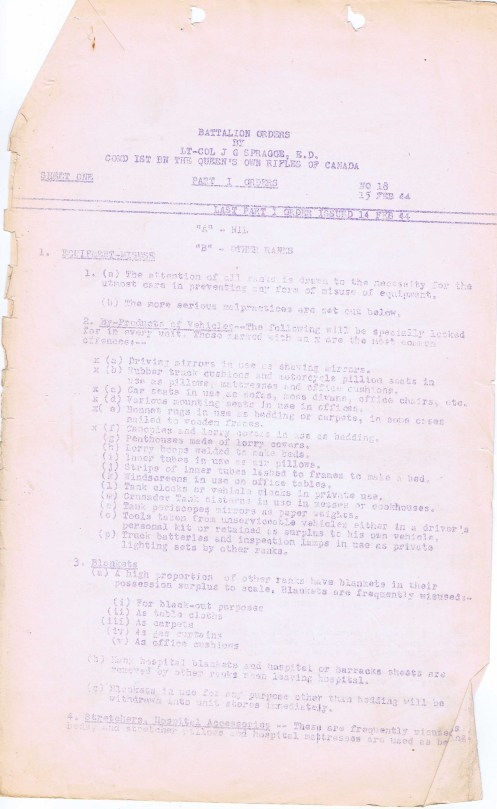 BATTALION ORDERS
BY
LT-COL J G SPRAGGE, E.D.
COMD 1ST BN THE QUEEN'S OWN RIFLES OF CANADA
SHEET ONE PART I ORDERS NO 18
15 FEB 44
LAST PART I ORDER ISSUED 14 FEB 44
"A" - NIL
"B" - OTHER RANKS
1. EQUIPMENT-MISUSE
1. (a) The attention of all ranks is drawn to the necessity for the
utmost care in preventing any form of misuse of equipment.
(b) The more serious malpractices are set out below.
2. By-Products of Vehicles--The following will be specially looked
for in every unit. Those marked with an x are the most common
offences:--
x (a) Driving mirrors in use as shaving mirrors.
x (b) Rubber truck cushions and motorcycle pillion seats in
use as pillows, mattresses and office cushions.
x (c) Car seats in use as sofas, mess divans, office chairs, etc.
x (d) Various mounting seats in use in offices.
x( e) Bonnet rugs in use as bedding or carpets, in some cases
nailed to wooden frames.
x (f) Canopies and lorry covers in use as bedding.
(g) Penthouses made of lorry covers.
(h) Lorry hoops welded to make beds.
(i) Inner tubes in use as air pillows.
(j) Strips of inner tubes lashed to frames to make a bed.
(k) Windscreens in use on office tables.
(l) Tank clocks or vehicle clocks in private use.
(m) Crusader Tank cisterns in use in messes or cookhouses.
(n) Tank periscopes mirrors as paper weights.
(o) Tools taken from unserviceable vehicles either in a driver's
personal kit or retained as surplus to his own vehicle.
(p) Truck batteries and inspection lamps in use as private
lighting sets by other ranks.
3. Blankets
(a) A high proportion of other ranks have blankets in their
possession surplus to scale. Blankets are frequently misused:-
(i) For black-out purposes
(ii) As table cloths
(iii) As carpets
(iv) As gas curtains
(v) As office cushions
(b) Many hospital blankets and hospital or barracks sheets are
removed by other ranks when leaving hospital.
(c) Blankets in use for any purpose other than bedding will be
withdrawn into unit stores immediately.
4. Stretchers, Hospital Accessories -- These are frequently misused as
beds, and stretcher pillows and hospital mattresses are used as